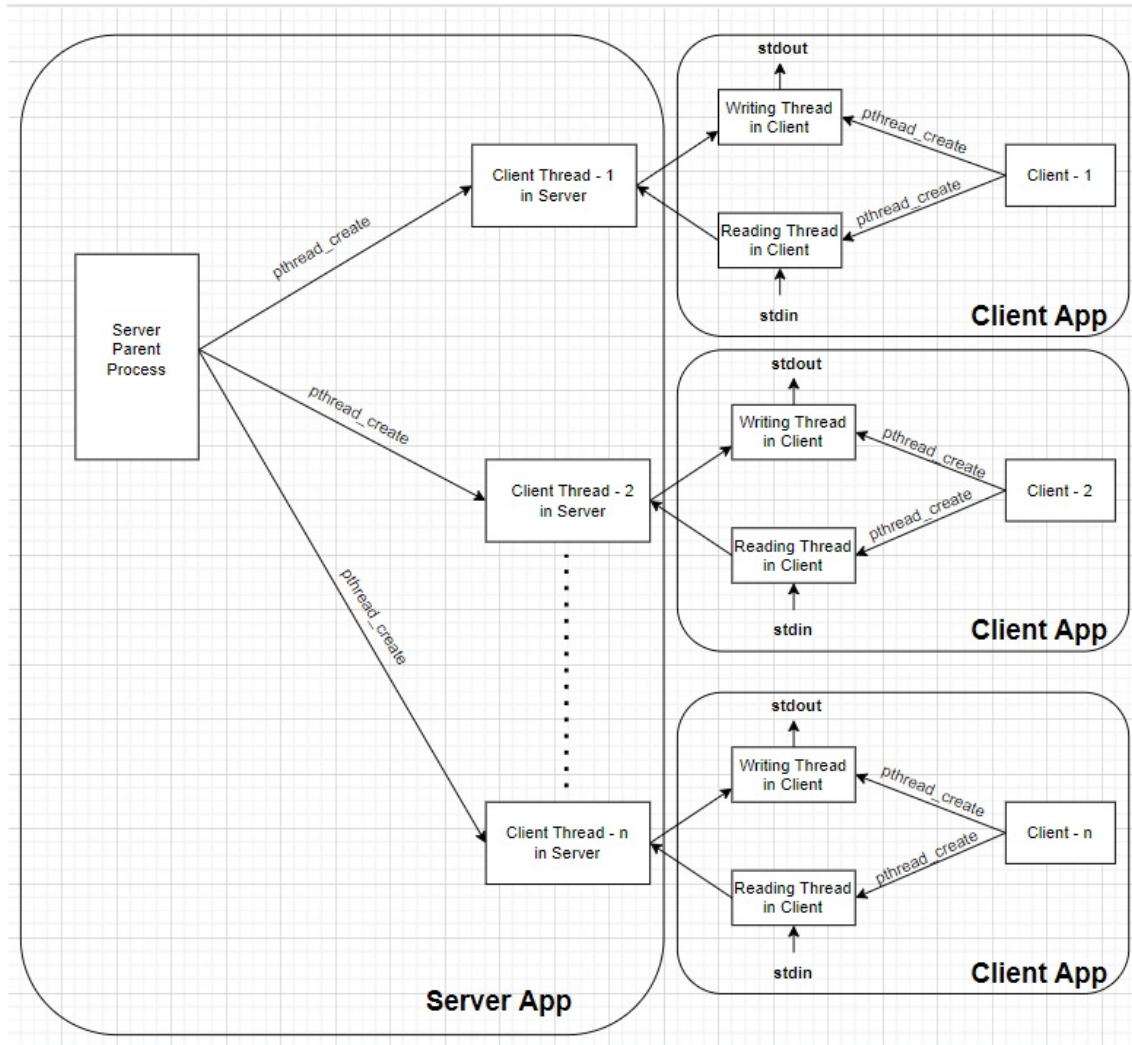 Server
Parent
Process
pthread_create
pthread_create
pthread_create
Client Thread - 1
in Server
Client Thread - 2
in Server
Client Thread - n
in Server
Server App
stdout
Writing Thread
in Client
pthread_create
Client - 1
pthread_create
Reading Thread
in Client
stdin
Client App
stdout
Writing Thread
in Client
pthread_create
Client - 2
pthread_create
Reading Thread
in Client
stdin
Client App
stdout
Writing Thread
in Client
pthread_create
Client - n
pthread_create
Reading Thread
in Client
stdin
Client App